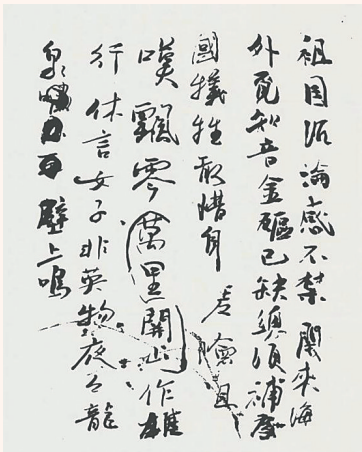 祖国沉淪感不禁 閑來海
外覓知音金甌已缺總須補為
國犧牲敢惜身 嗟險阻
嘆飄零萬里關山作雄
行休言女子非英物夜々龍
泉壁上鳴